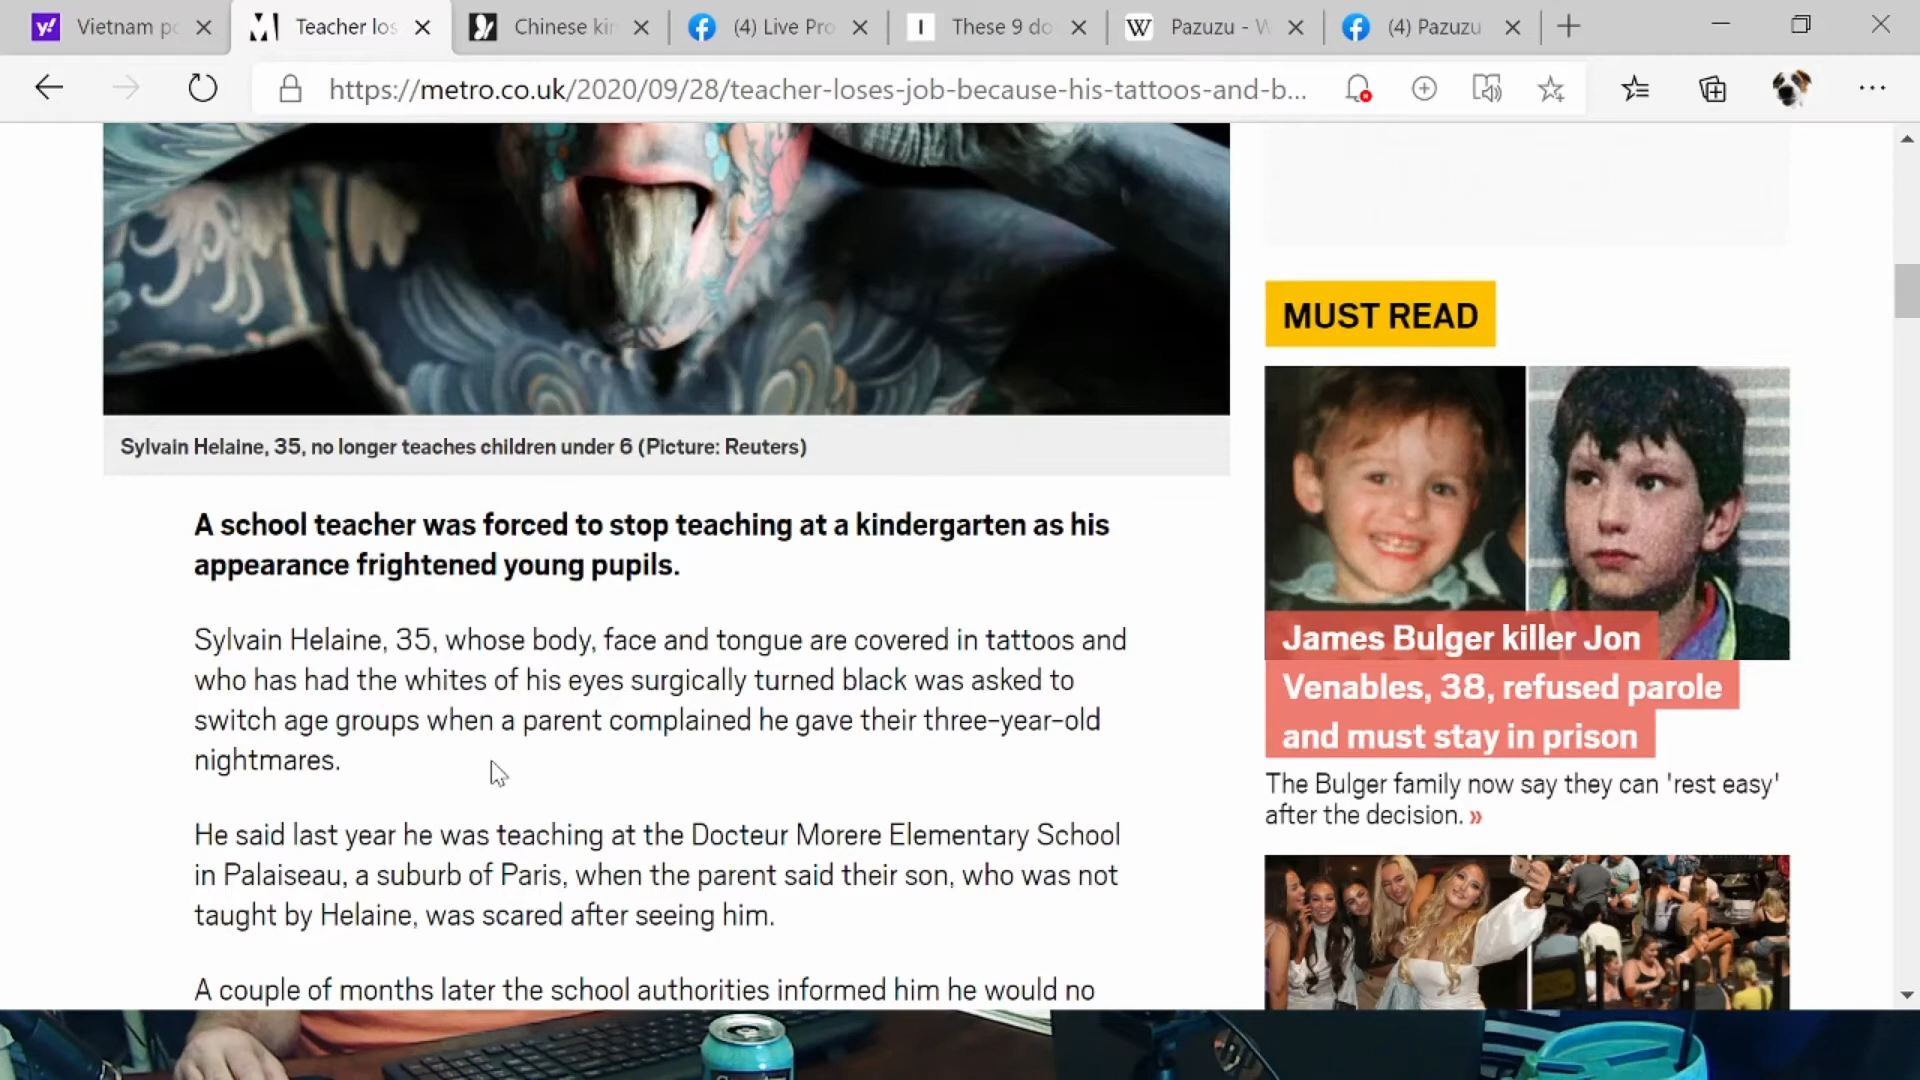 Vietnam p
Teacher los
Chinese kin
(4) Live Pro
These 9 do
Pazuzu - W
(4) Pazuzu
https://metro.co.uk/2020/09/28/teacher-loses-job-because-his-tattoos-and-b...
Sylvain Helaine, 35, no longer teaches children under 6 (Picture: Reuters)
A school teacher was forced to stop teaching at a kindergarten as his
appearance frightened young pupils.
Sylvain Helaine, 35, whose body, face and tongue are covered in tattoos and
who has had the whites of his eyes surgically turned black was asked to
switch age groups when a parent complained he gave their three-year-old
nightmares.
He said last year he was teaching at the Docteur Morere Elementary School
in Palaiseau, a suburb of Paris, when the parent said their son, who was not
taught by Helaine, was scared after seeing him.
A couple of months later the school authorities informed him he would no
MUST READ
James Bulger killer Jon
Venables, 38, refused parole
and must stay in prison
The Bulger family now say they can 'rest easy'
after the decision. »